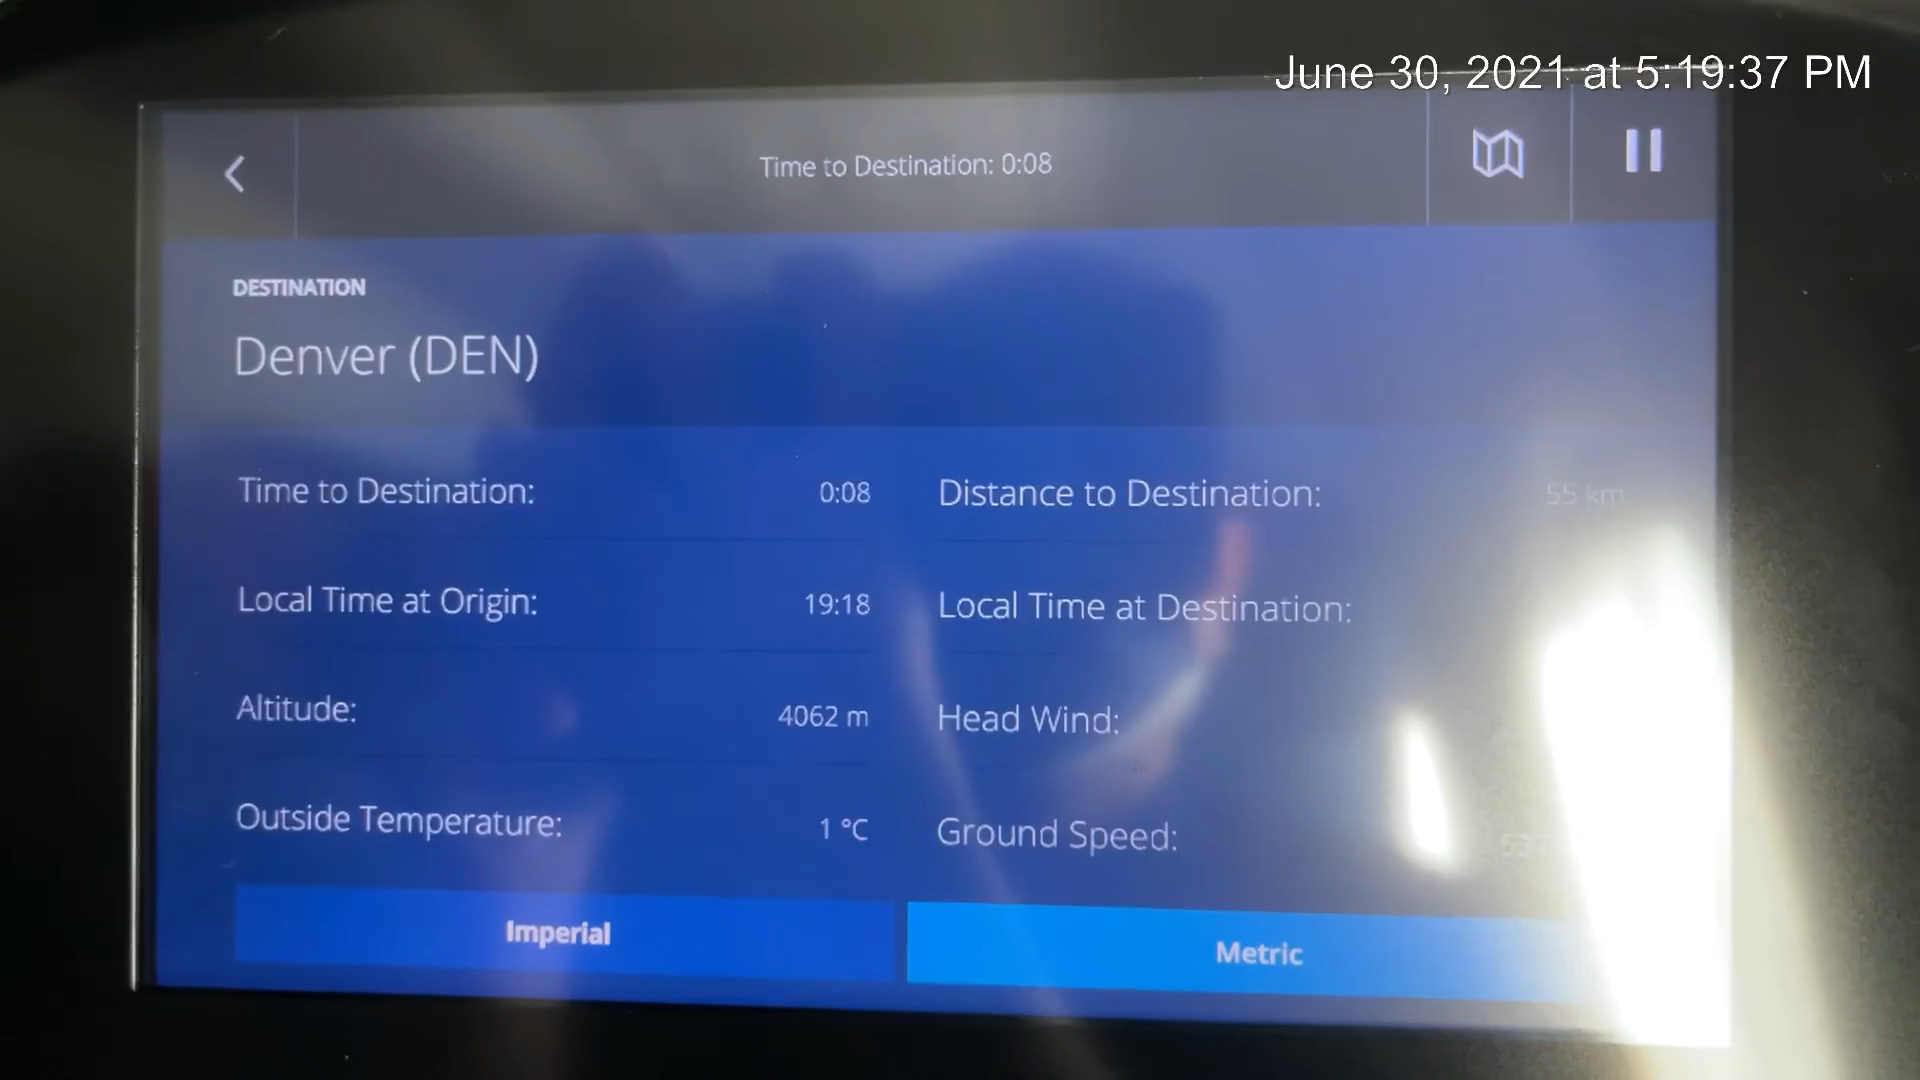 June 30, 2021 at 5:19:37 PM
Time to Destination: 0:08
DESTINATION
Denver (DEN)
Time to Destination: 0:08
Distance to Destination: 55 km
Local Time at Origin: 19:18
Local Time at Destination:
Altitude: 4062 m
Head Wind:
Outside Temperature: 1 °C
Ground Speed:
Imperial
Metric